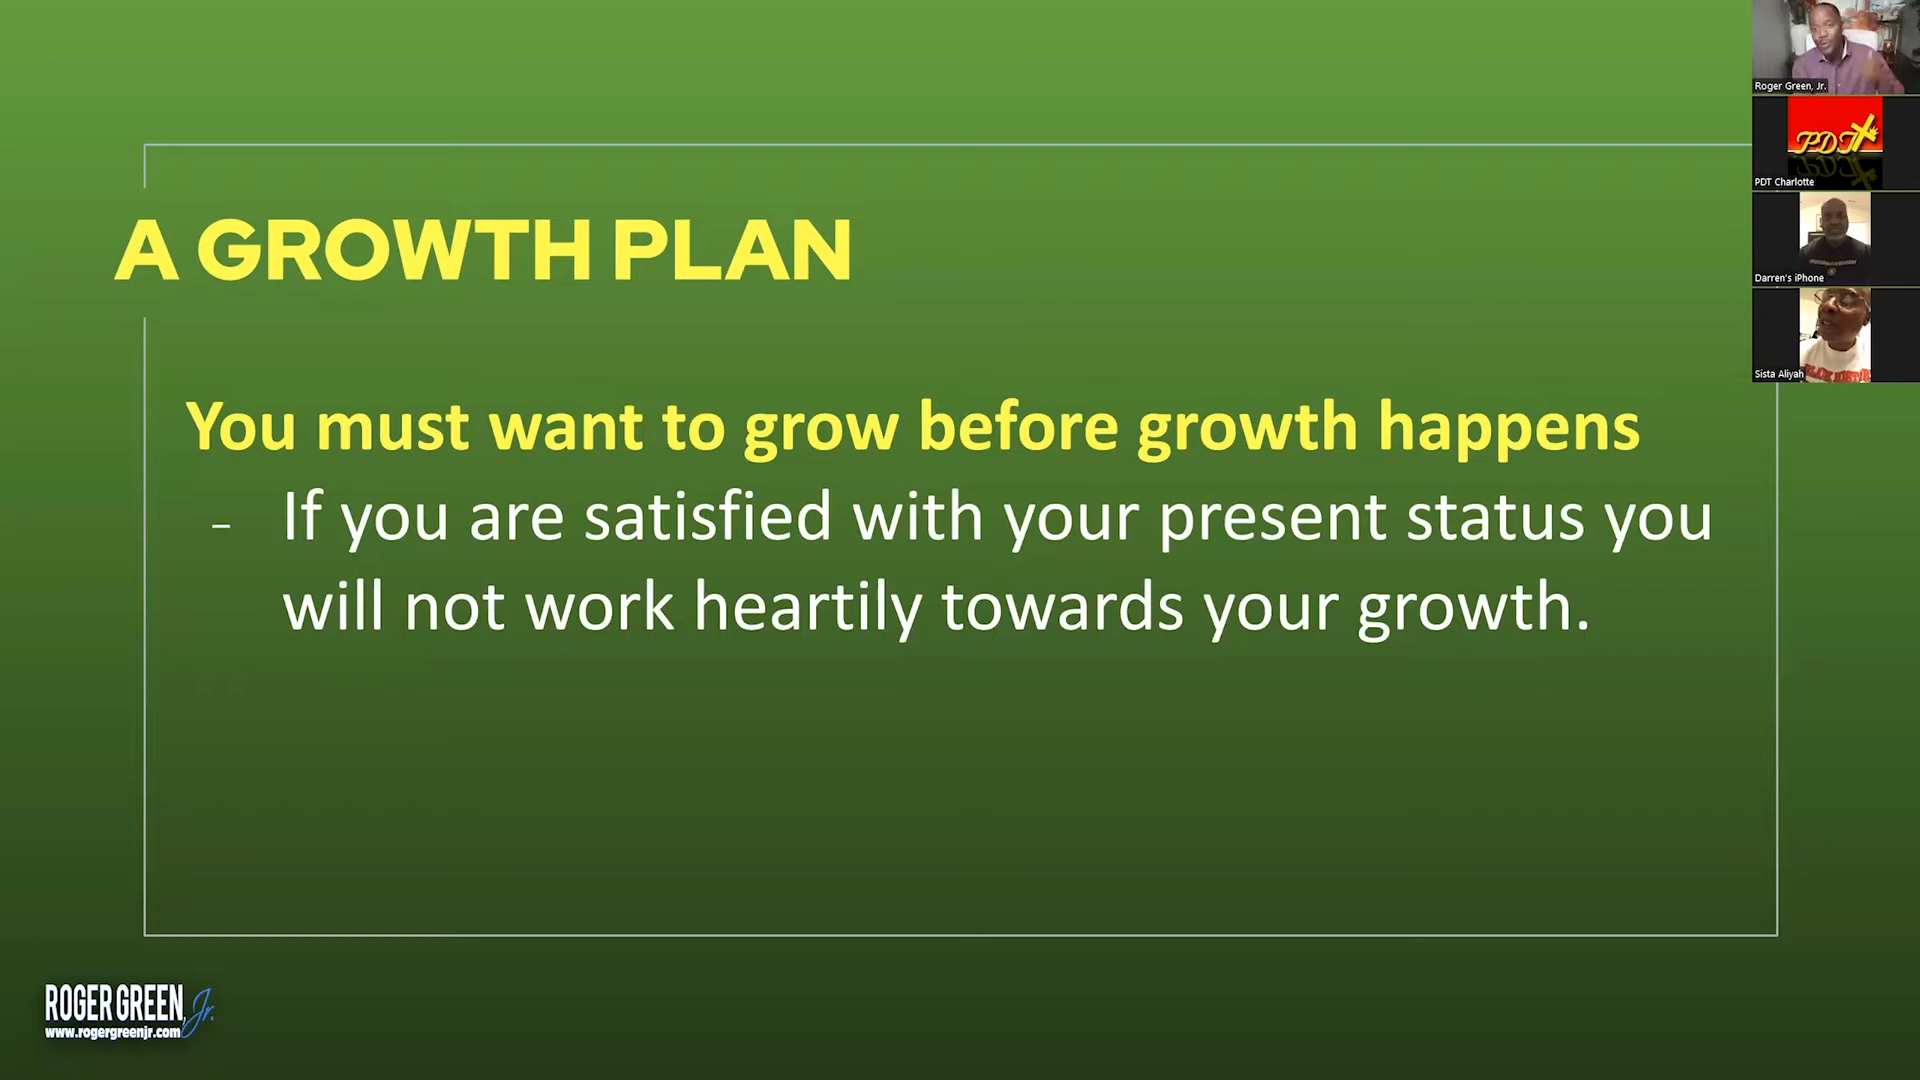 A GROWTH PLAN
You must want to grow before growth happens
- If you are satisfied with your present status you
will not work heartily towards your growth.
ROGER GREEN, Jr.
www.rogergreenjr.com
Roger Green, Jr.
PDT
PDT Charlotte
Darren's iPhone
Sista Aliyah